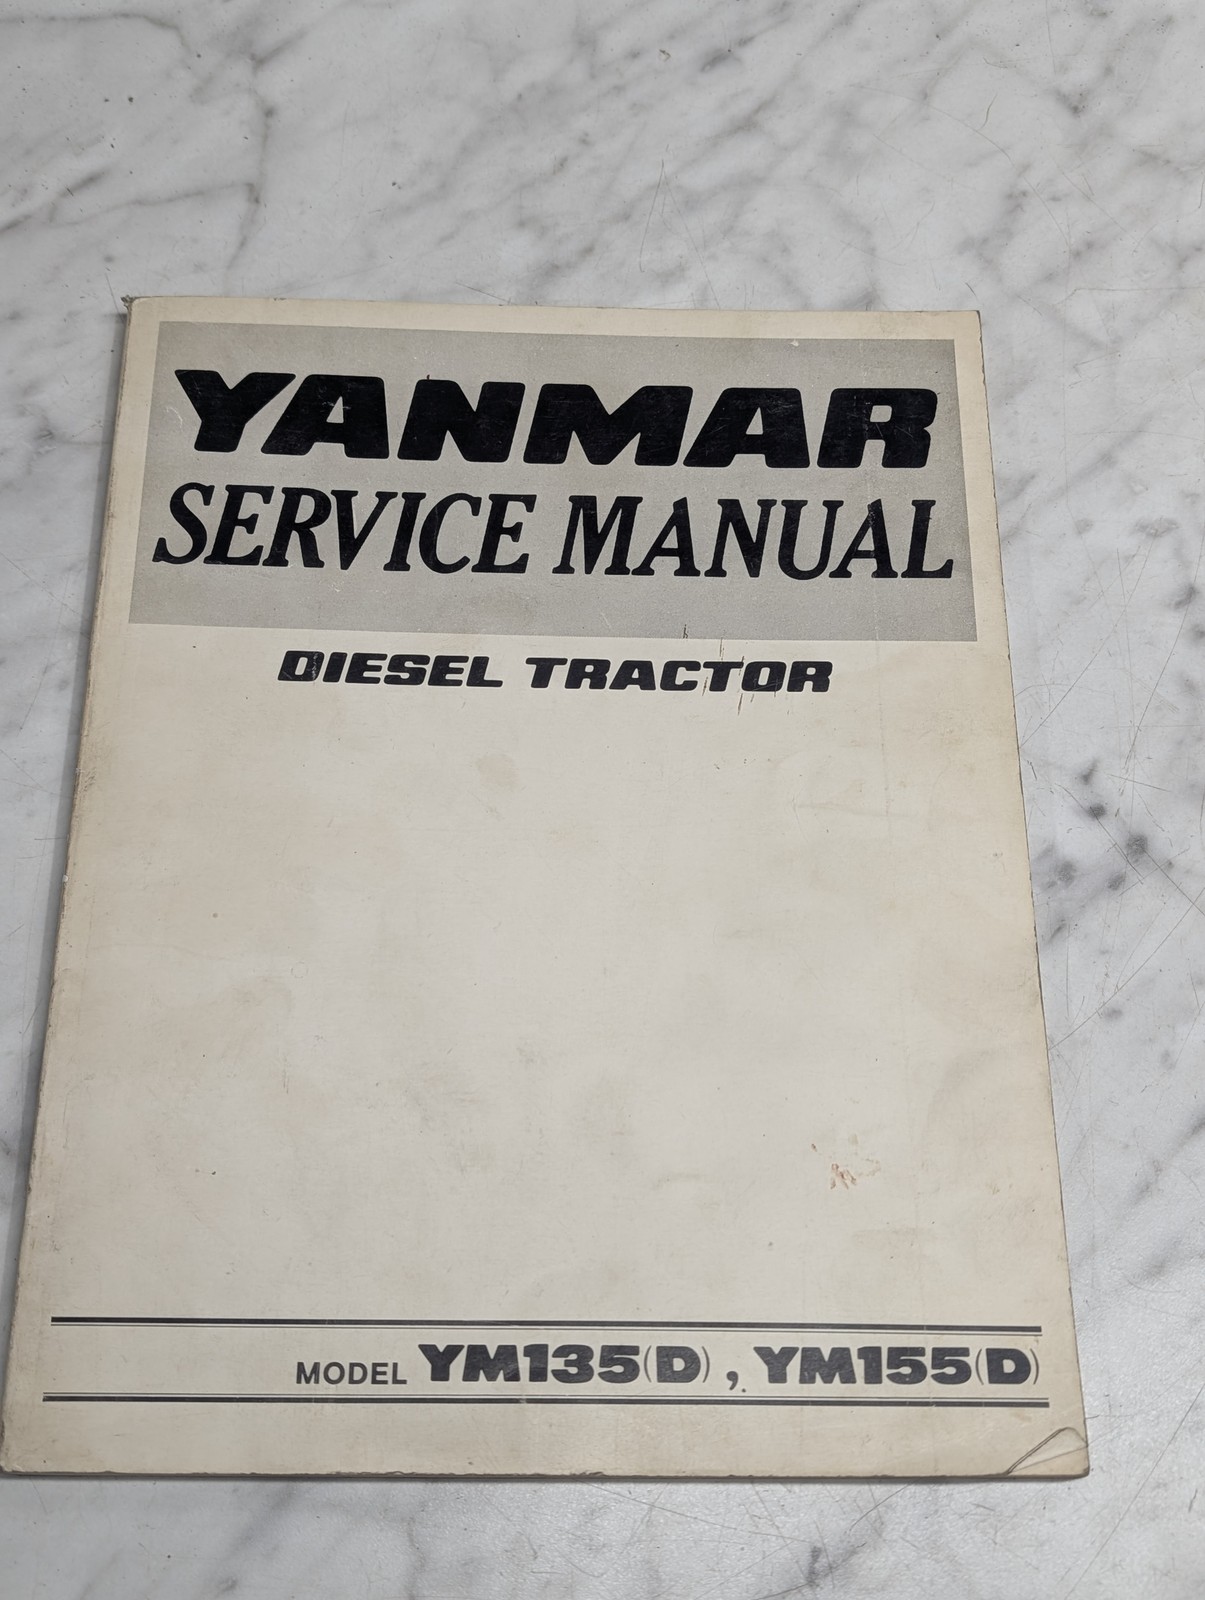 YANMAR
SERVICE MANUAL
DIESEL TRACTOR
MODEL YM135(D), YM155(D)